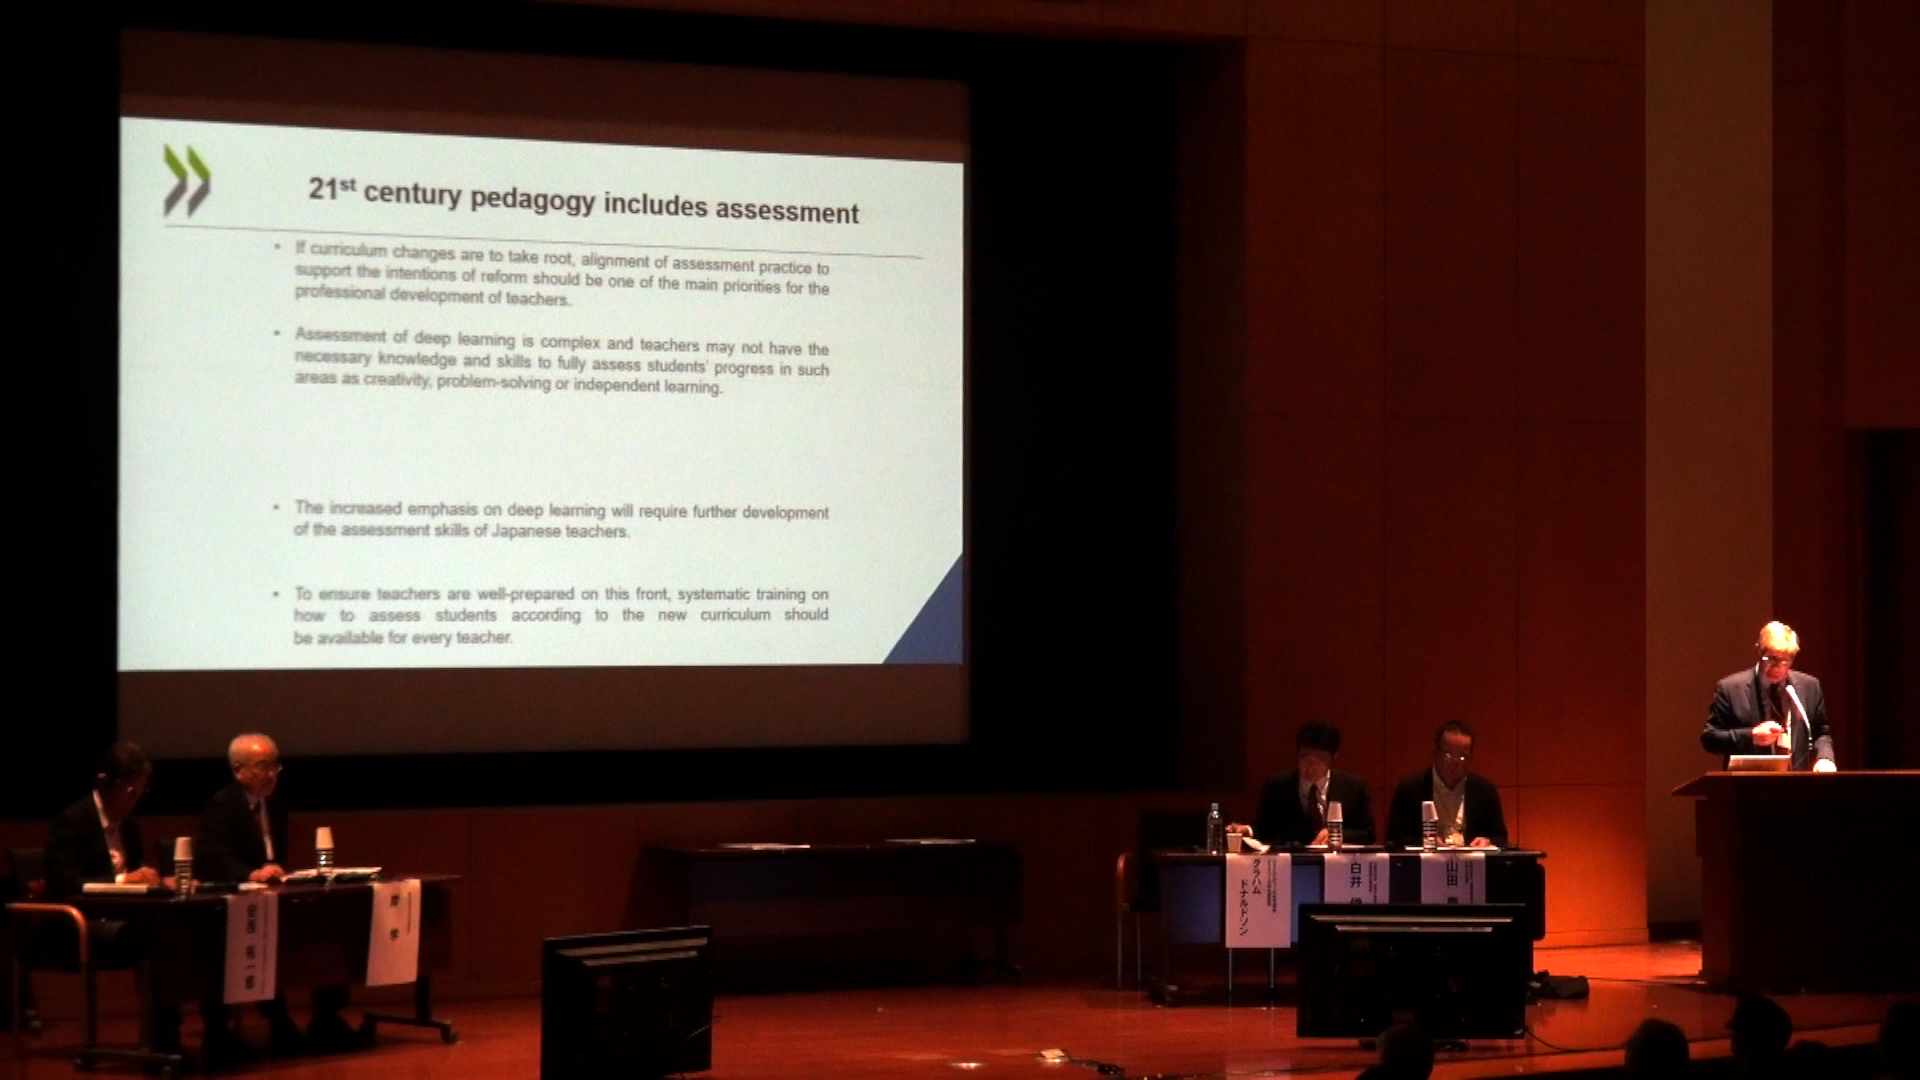 21st century pedagogy includes assessment
• If curriculum changes are to take root, alignment of assessment practice to
support the intentions of reform should be one of the main priorities for the
professional development of teachers.
• Assessment of deep learning is complex and teachers may not have the
necessary knowledge and skills to fully assess students' progress in such
areas as creativity, problem-solving or independent learning.
• The increased emphasis on deep learning will require further development
of the assessment skills of Japanese teachers.
• To ensure teachers are well-prepared on this front, systematic training on
how to assess students according to the new curriculum should
be available for every teacher.
グラハム
ドナルドソン
白井
山田